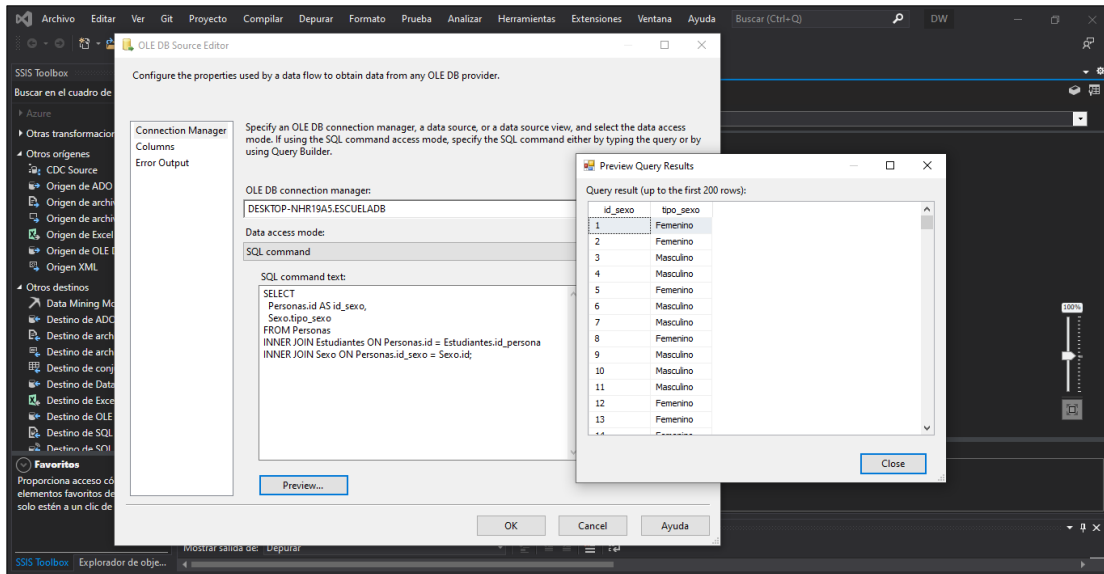 Archivo Editar Ver Git Proyecto Compilar Depurar Formato Prueba Analizar Herramientas Extensiones Ventana Ayuda Buscar (Ctrl+Q) DW
OLE DB Source Editor
SSIS Toolbox
Buscar en el cuadro de
Azure
Otras transformacior
Otros orígenes
CDC Source
Origen de ADO
Origen de archi
Origen de archi
Origen de Excel
Origen de OLE
Origen XML
Otros destinos
Data Mining Mo
Destino de ADO
Destino de arch
Destino de arch
Destino de conj
Destino de Data
Destino de Exce
Destino de OLE
Destino de SQL
Destino de SQL
Favoritos
Proporciona acceso có
elementos favoritos de
solo estén a un clic de
SSIS Toolbox Explorador de obje...
Configure the properties used by a data flow to obtain data from any OLE DB provider.
Connection Manager
Columns
Error Output
Specify an OLE DB connection manager, a data source, or a data source view, and select the data access
mode. If using the SQL command access mode, specify the SQL command either by typing the query or by
using Query Builder.
OLE DB connection manager:
DESKTOP-NHR19A5.ESCUELADB
Data access mode:
SQL command
SQL command text:
SELECT
Personas.id AS id_sexo,
Sexo.tipo_sexo
FROM Personas
INNER JOIN Estudiantes ON Personas.id = Estudiantes.id_persona
INNER JOIN Sexo ON Personas.id_sexo = Sexo.id;
Preview...
OK Cancel Ayuda
Mostrar salida de: Depurar
Preview Query Results
Query result (up to the first 200 rows):
id_sexo tipo_sexo
1 Femenino
2 Femenino
3 Masculino
4 Masculino
5 Femenino
6 Masculino
7 Masculino
8 Femenino
9 Masculino
10 Masculino
11 Masculino
12 Femenino
13 Femenino
14 Femenino
Close
100%